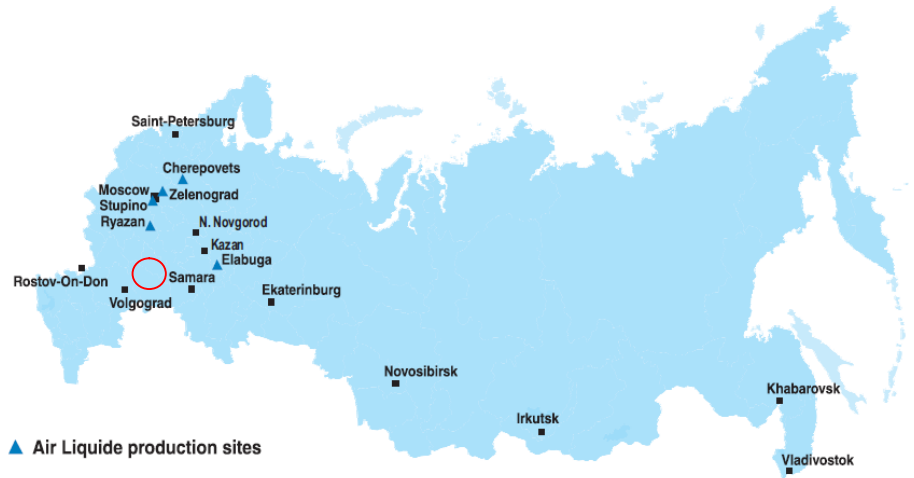 Saint-Petersburg
Cherepovets
Moscow
Zelenograd
Stupino
Ryazan
N. Novgorod
Kazan
Elabuga
Rostov-On-Don
Samara
Volgograd
Ekaterinburg
Novosibirsk
Khabarovsk
Irkutsk
Air Liquide production sites
Vladivostok